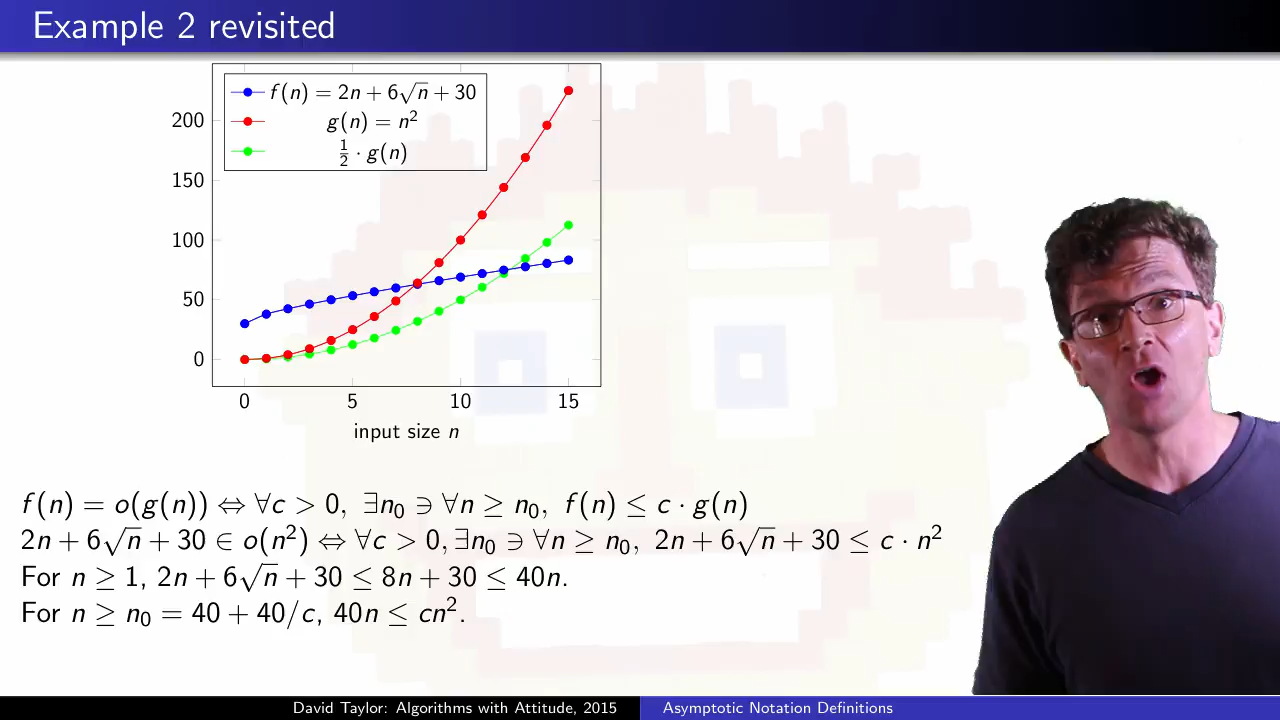 Example 2 revisited
f(n) = 2n + 6√n + 30
g(n) = n²
½ · g(n)
200
150
100
50
0
0 5 10 15
input size n
f(n) = o(g(n)) ⇔ ∀c > 0, ∃n₀ ∋ ∀n ≥ n₀, f(n) ≤ c · g(n)
2n + 6√n + 30 ∈ o(n²) ⇔ ∀c > 0, ∃n₀ ∋ ∀n ≥ n₀, 2n + 6√n + 30 ≤ c · n²
For n ≥ 1, 2n + 6√n + 30 ≤ 8n + 30 ≤ 40n.
For n ≥ n₀ = 40 + 40/c, 40n ≤ cn².
David Taylor: Algorithms with Attitude, 2015 Asymptotic Notation Definitions